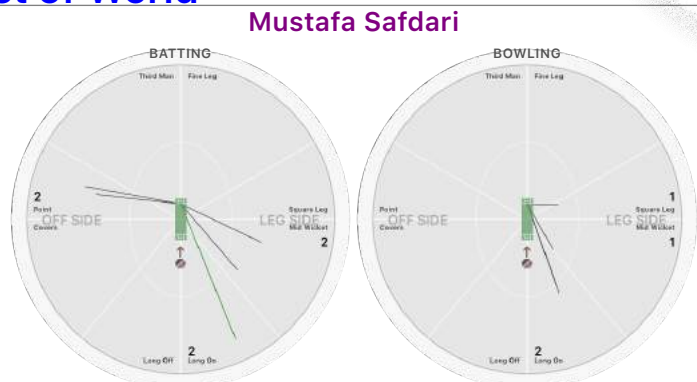 Mustafa Safdari
BATTING
Third Man
Fine Leg
2
Point
OFF SIDE
Covers
Square Leg
LEG SIDE
Mid Wicket
2
2
Long Off
Long On
BOWLING
Third Man
Fine Leg
OFF SIDE
Point
Covers
1
Square Leg
LEG SIDE
Mid Wicket
1
2
Long Off
Long On